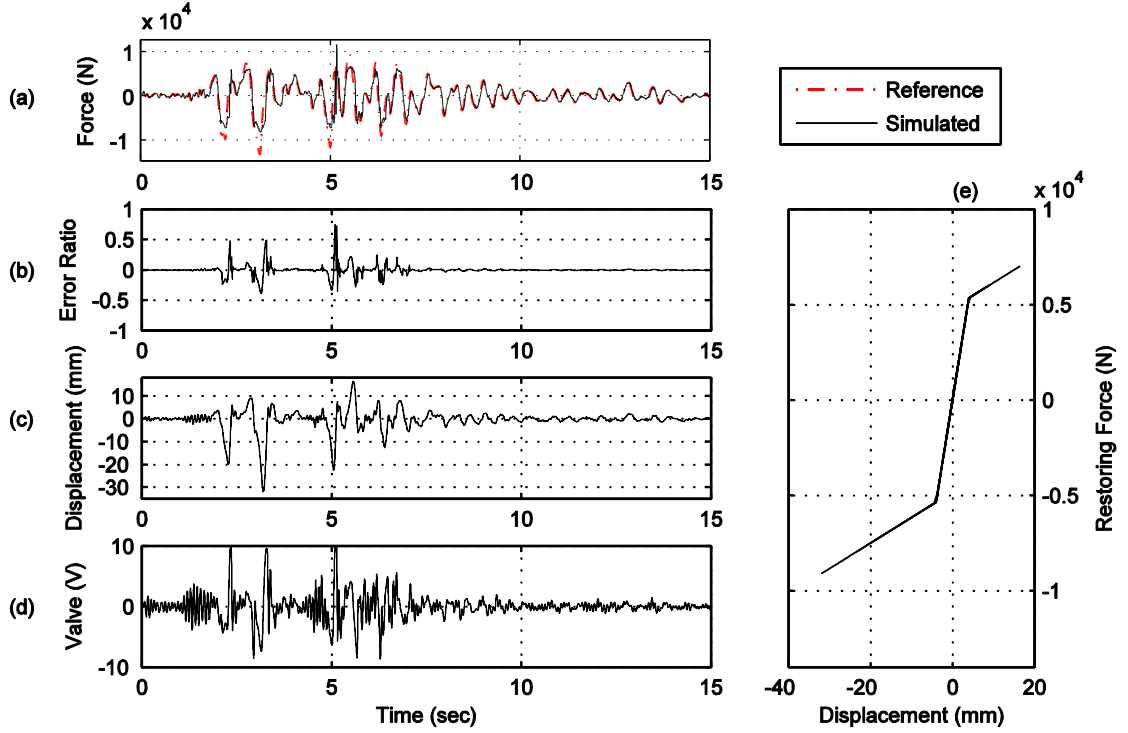 x 10^4
(a)
Force (N)
1
0
-1
0 5 10 15
Reference
Simulated
(b)
Error Ratio
1
0.5
0
-0.5
-1
0 5 10 15
(c)
Displacement (mm)
10
0
-10
-20
-30
0 5 10 15
(d)
Valve (V)
10
0
-10
0 5 10 15
Time (sec)
(e)
x 10^4
1
0.5
0
-0.5
-1
Restoring Force (N)
-40 -20 0 20
Displacement (mm)